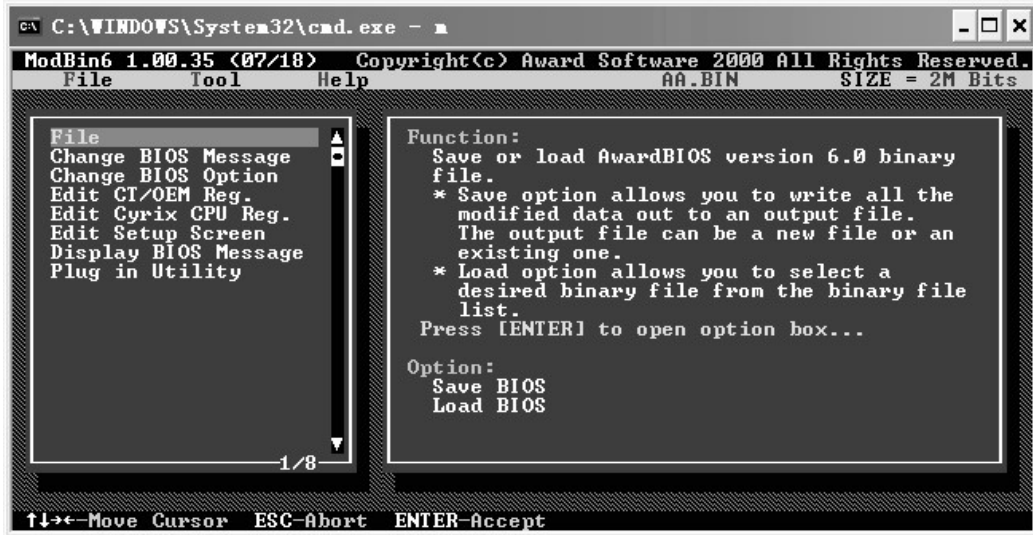 C:\WINDOWS\System32\cmd.exe - m
ModBin6 1.00.35 (07/18) Copyright(c) Award Software 2000 All Rights Reserved.
File Tool Help AA.BIN SIZE = 2M Bits
File
Change BIOS Message
Change BIOS Option
Edit CT/OEM Reg.
Edit Cyrix CPU Reg.
Edit Setup Screen
Display BIOS Message
Plug in Utility
1/8
Function:
Save or load AwardBIOS version 6.0 binary
file.
* Save option allows you to write all the
modified data out to an output file.
The output file can be a new file or an
existing one.
* Load option allows you to select a
desired binary file from the binary file
list.
Press [ENTER] to open option box...
Option:
Save BIOS
Load BIOS
↑↓→←-Move Cursor ESC-Abort ENTER-Accept